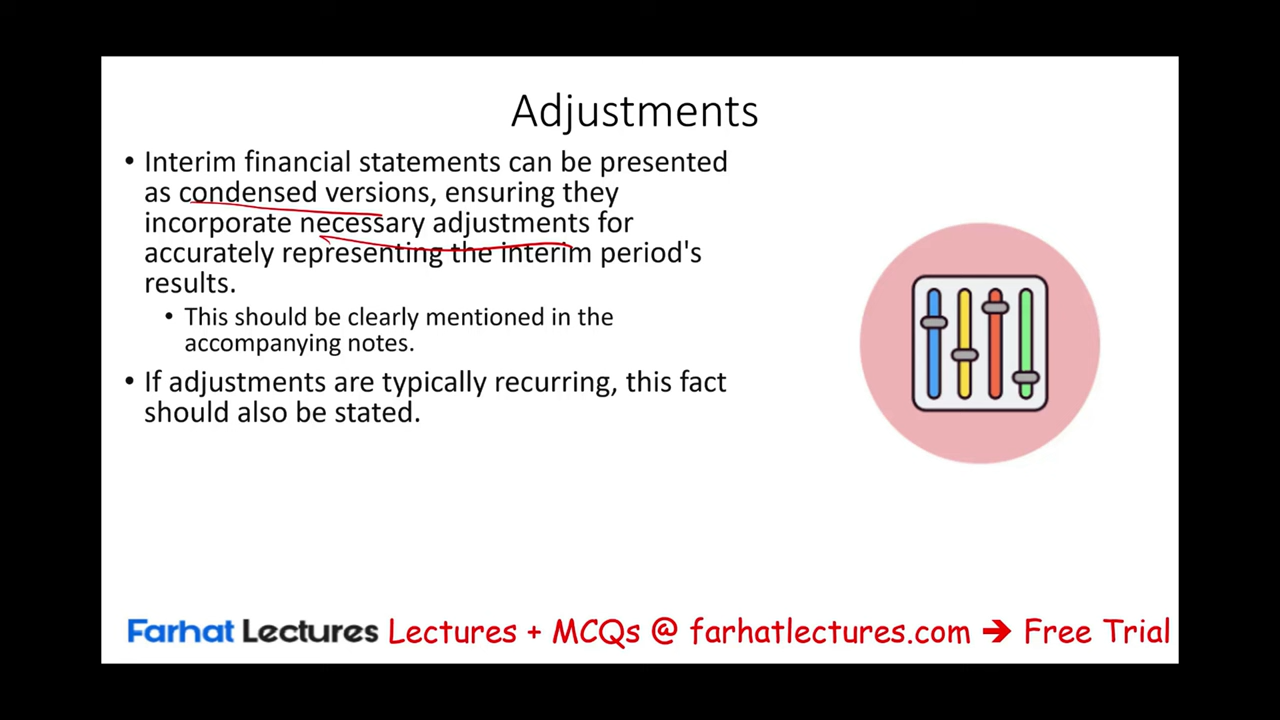 Adjustments
• Interim financial statements can be presented
as condensed versions, ensuring they
incorporate necessary adjustments for
accurately representing the interim period's
results.
• This should be clearly mentioned in the
accompanying notes.
• If adjustments are typically recurring, this fact
should also be stated.
Farhat Lectures Lectures + MCQs @ farhatlectures.com ➔ Free Trial